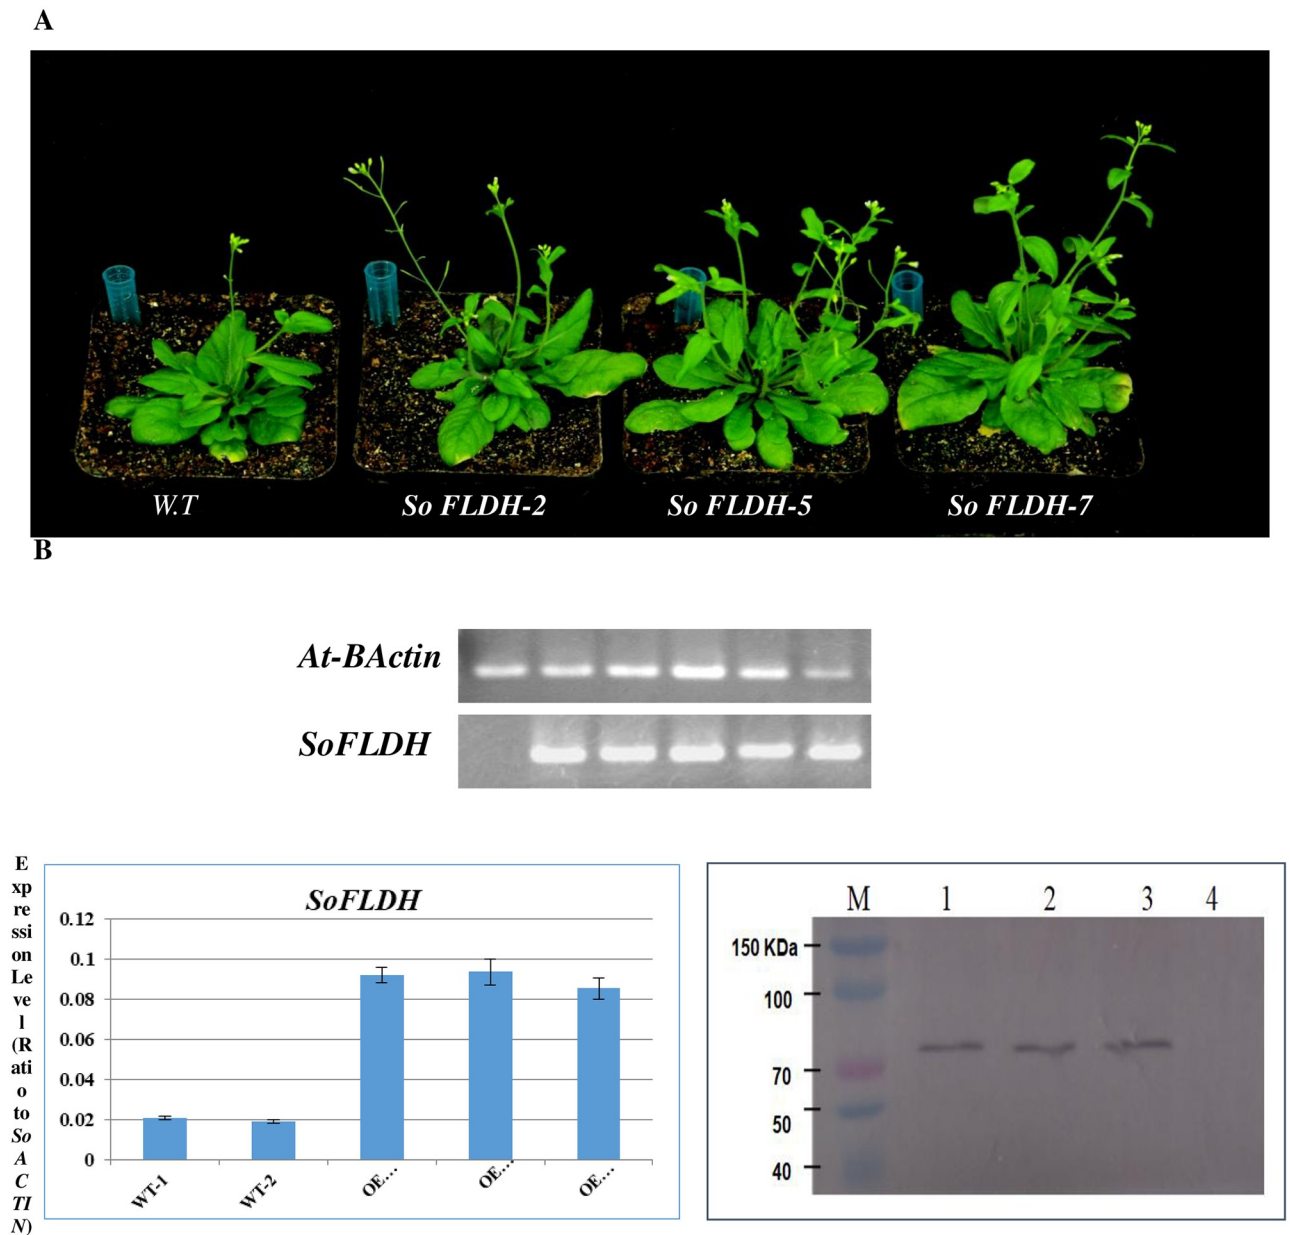 A
W.T
So FLDH-2
So FLDH-5
So FLDH-7
B
At-BActin
SoFLDH
E
xp
re
ssi
on
Le
ve
l
(R
ati
o
to
So
A
C
TI
N)
SoFLDH
0.12
0.1
0.08
0.06
0.04
0.02
0
WT-1
WT-2
OE...
OE...
OE...
M 1 2 3 4
150 KDa
100
70
50
40